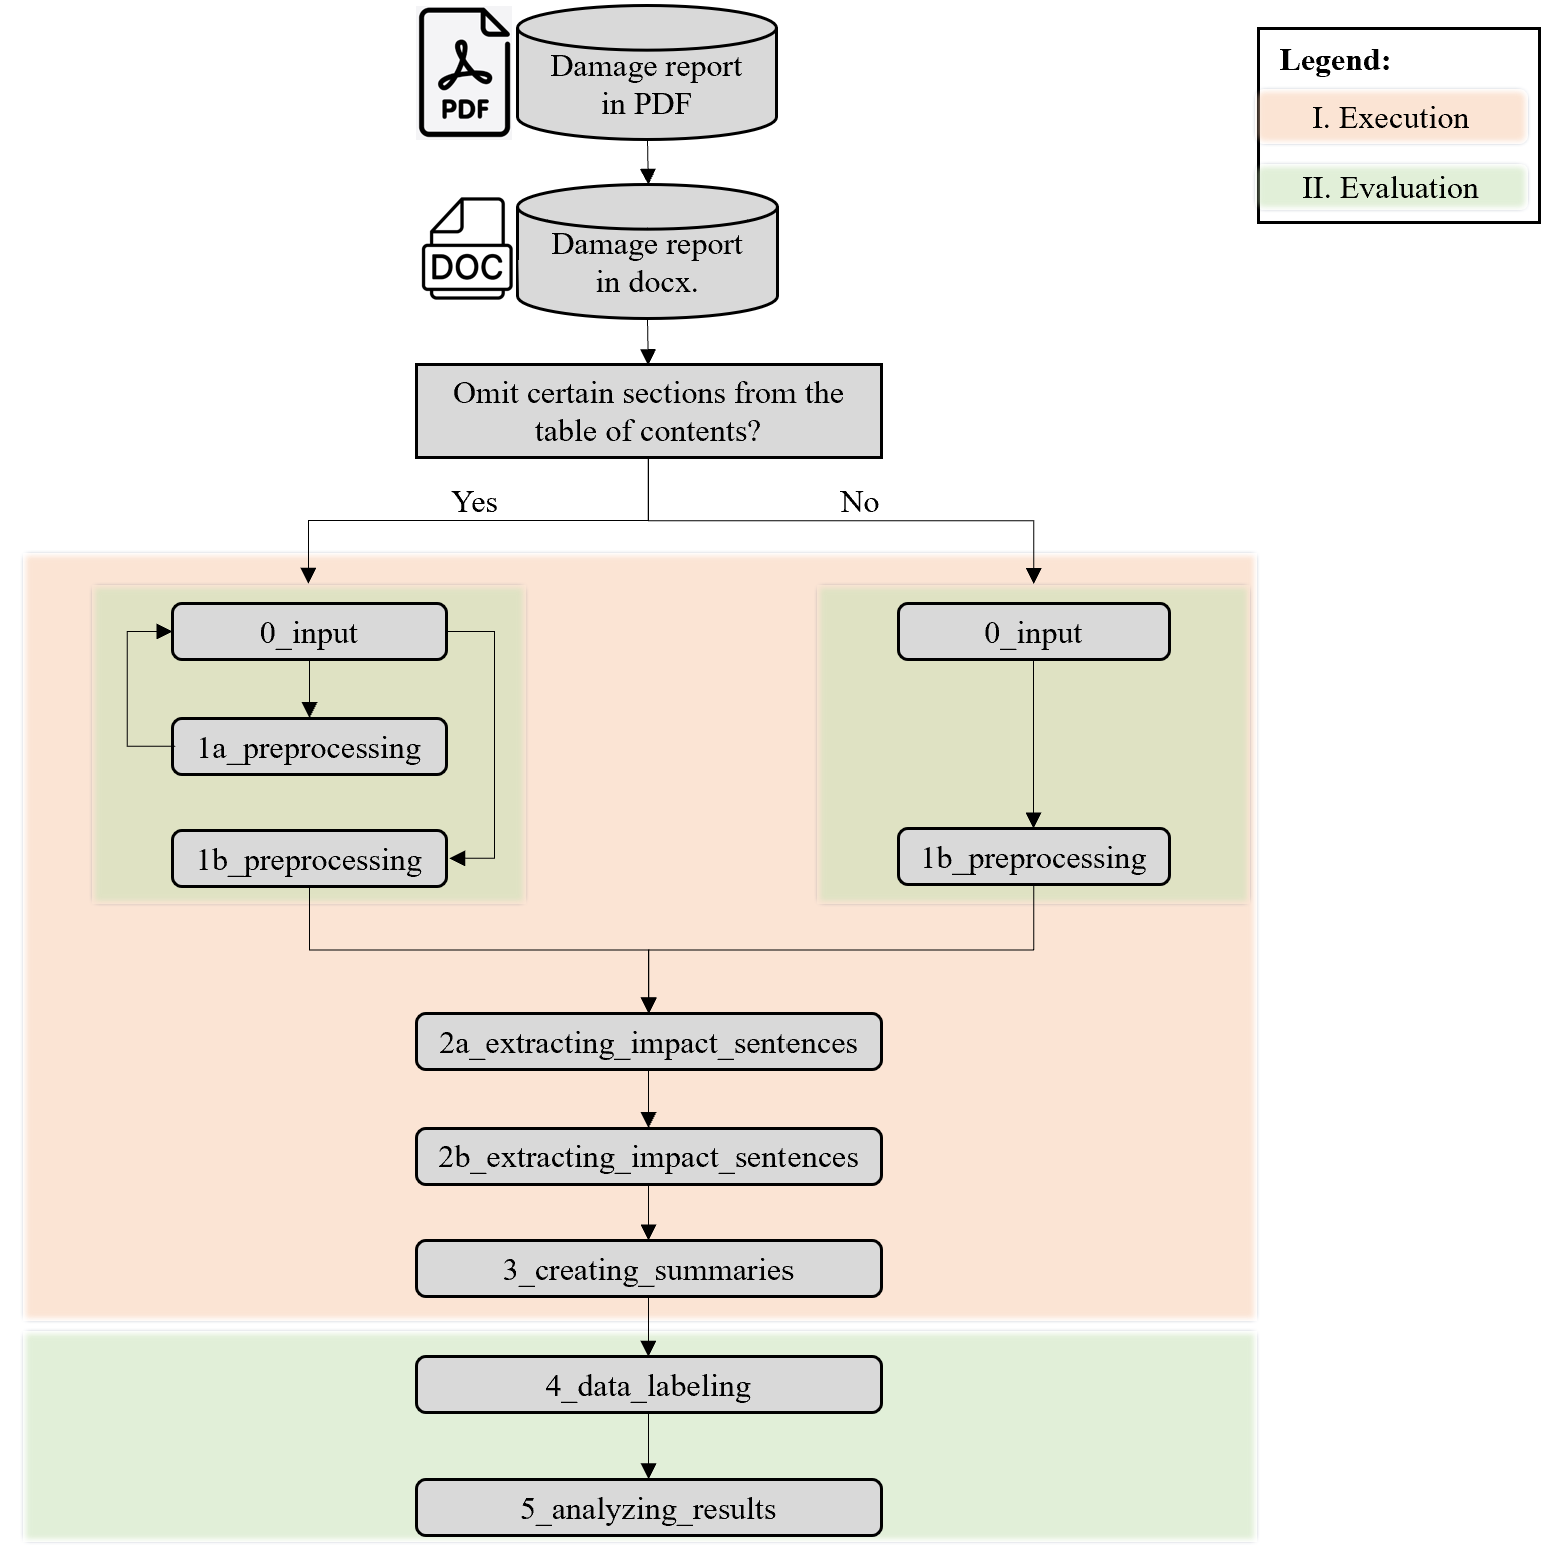 PDF
Damage report
in PDF
Legend:
I. Execution
II. Evaluation
DOC
Damage report
in docx.
Omit certain sections from the
table of contents?
Yes
No
0_input
0_input
1a_preprocessing
1b_preprocessing
1b_preprocessing
2a_extracting_impact_sentences
2b_extracting_impact_sentences
3_creating_summaries
4_data_labeling
5_analyzing_results